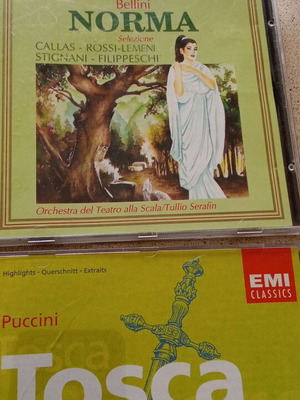 Bellini
NORMA
Selezione
CALLAS - ROSSI-LEMENI
STIGNANI - FILIPPESCHI
Orchestra del Teatro alla Scala/Tullio Serafin
Highlights · Querschnitt · Extraits
EMI
CLASSICS
Puccini
Tosca
Tosca